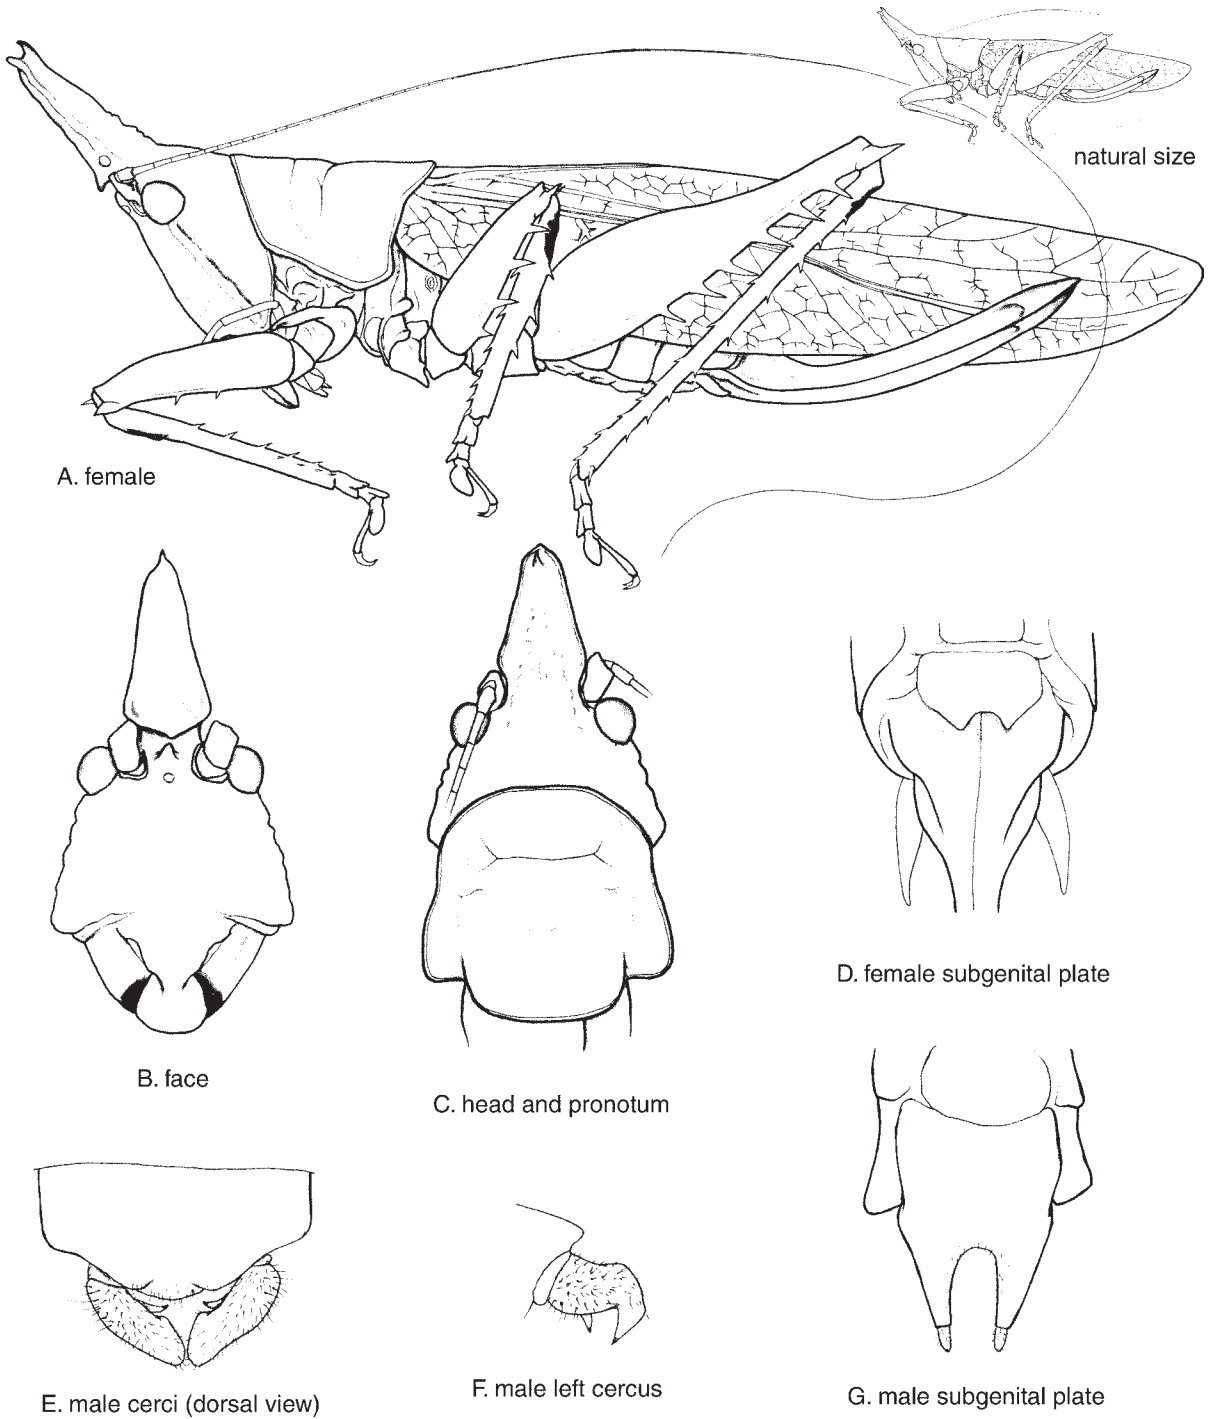 natural size
A. female
B. face
C. head and pronotum
D. female subgenital plate
E. male cerci (dorsal view)
F. male left cercus
G. male subgenital plate